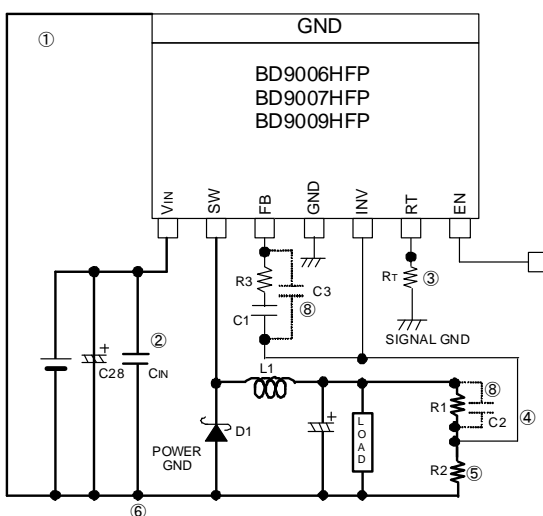 ①
GND
BD9006HFP
BD9007HFP
BD9009HFP
VIN
SW
FB
GND
INV
RT
EN
R3
C3
⑧
C1
RT
③
SIGNAL GND
②
C28
CIN
L1
+
+
D1
POWER
GND
LOAD
R1
⑧
C2
④
R2
⑤
⑥